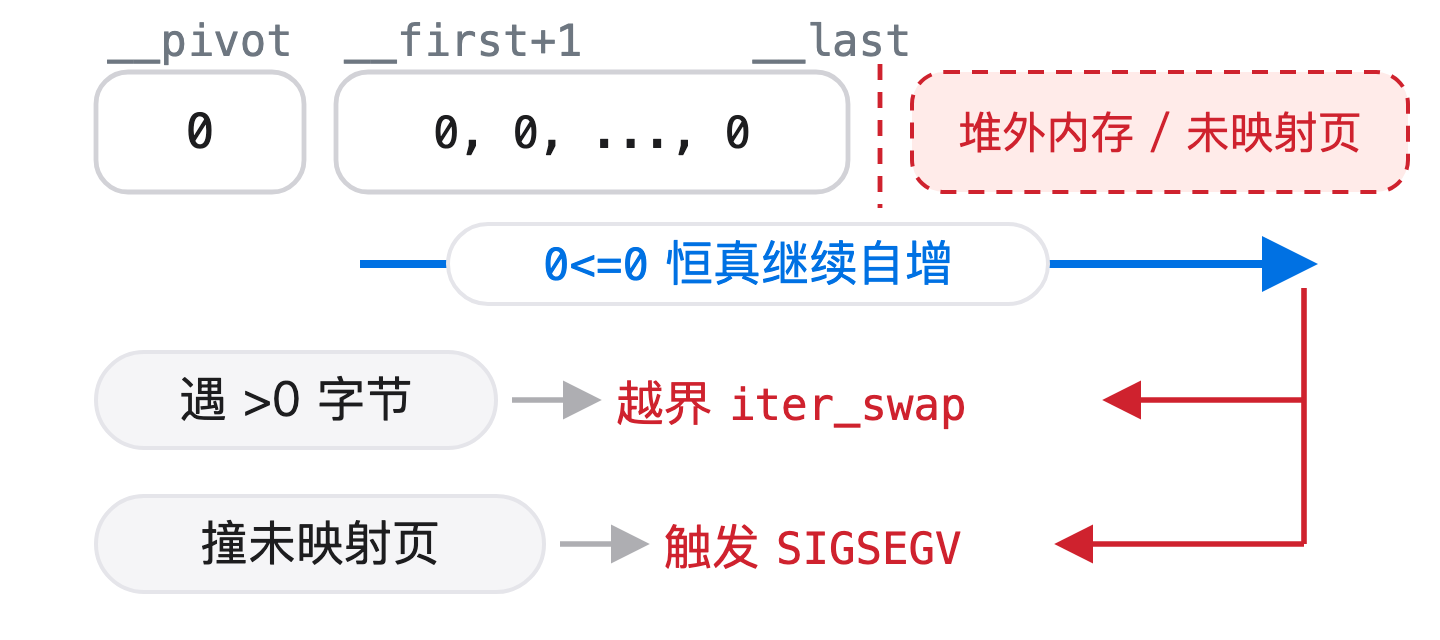 __pivot __first+1 __last
0 0, 0, ..., 0 堆外内存 / 未映射页
0<=0 恒真继续自增
遇 >0 字节 越界 iter_swap
撞未映射页 触发 SIGSEGV